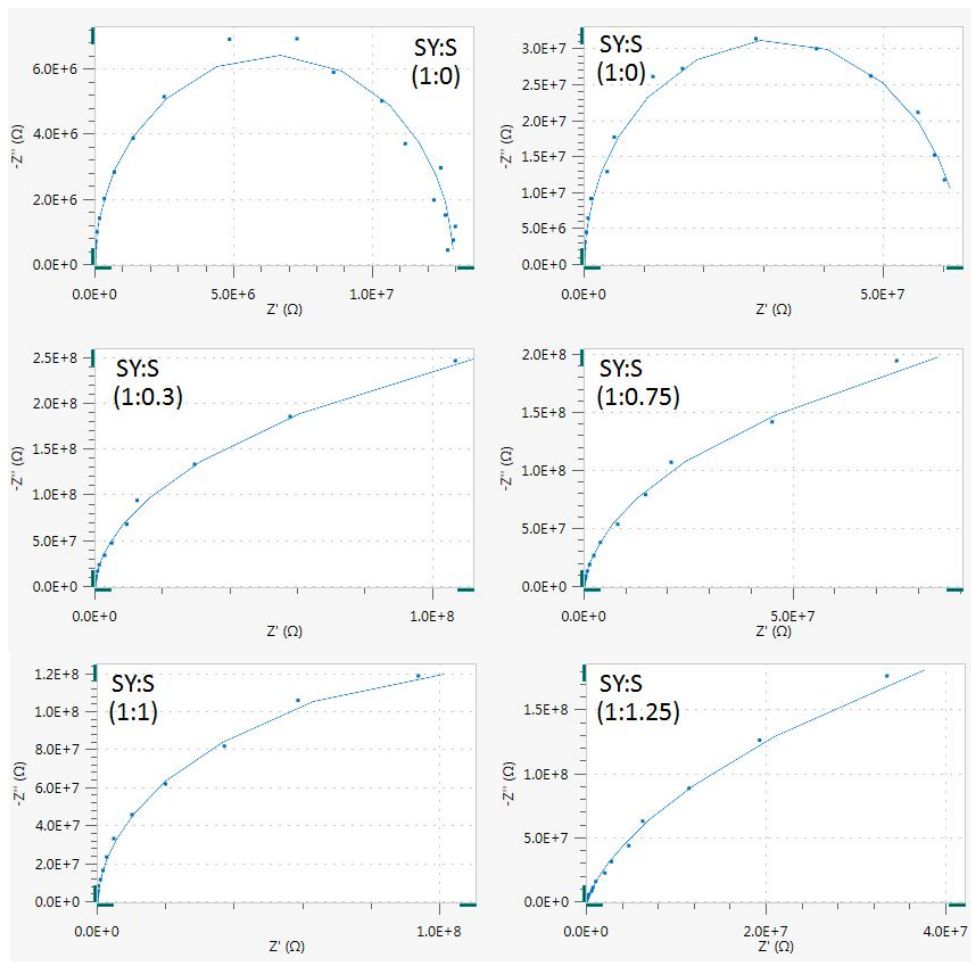 SY:S
(1:0)
6.0E+6
4.0E+6
2.0E+6
0.0E+0
-Z'' (Ω)
0.0E+0 5.0E+6 1.0E+7
Z' (Ω)
SY:S
(1:0)
3.0E+7
2.5E+7
2.0E+7
1.5E+7
1.0E+7
5.0E+6
0.0E+0
-Z'' (Ω)
0.0E+0 5.0E+7
Z' (Ω)
SY:S
(1:0.3)
2.5E+8
2.0E+8
1.5E+8
1.0E+8
5.0E+7
0.0E+0
-Z'' (Ω)
0.0E+0 1.0E+8
Z' (Ω)
SY:S
(1:0.75)
2.0E+8
1.5E+8
1.0E+8
5.0E+7
0.0E+0
-Z'' (Ω)
0.0E+0 5.0E+7
Z' (Ω)
SY:S
(1:1)
1.2E+8
1.0E+8
8.0E+7
6.0E+7
4.0E+7
2.0E+7
0.0E+0
-Z'' (Ω)
0.0E+0 1.0E+8
Z' (Ω)
SY:S
(1:1.25)
1.5E+8
1.0E+8
5.0E+7
0.0E+0
-Z'' (Ω)
0.0E+0 2.0E+7 4.0E+7
Z' (Ω)